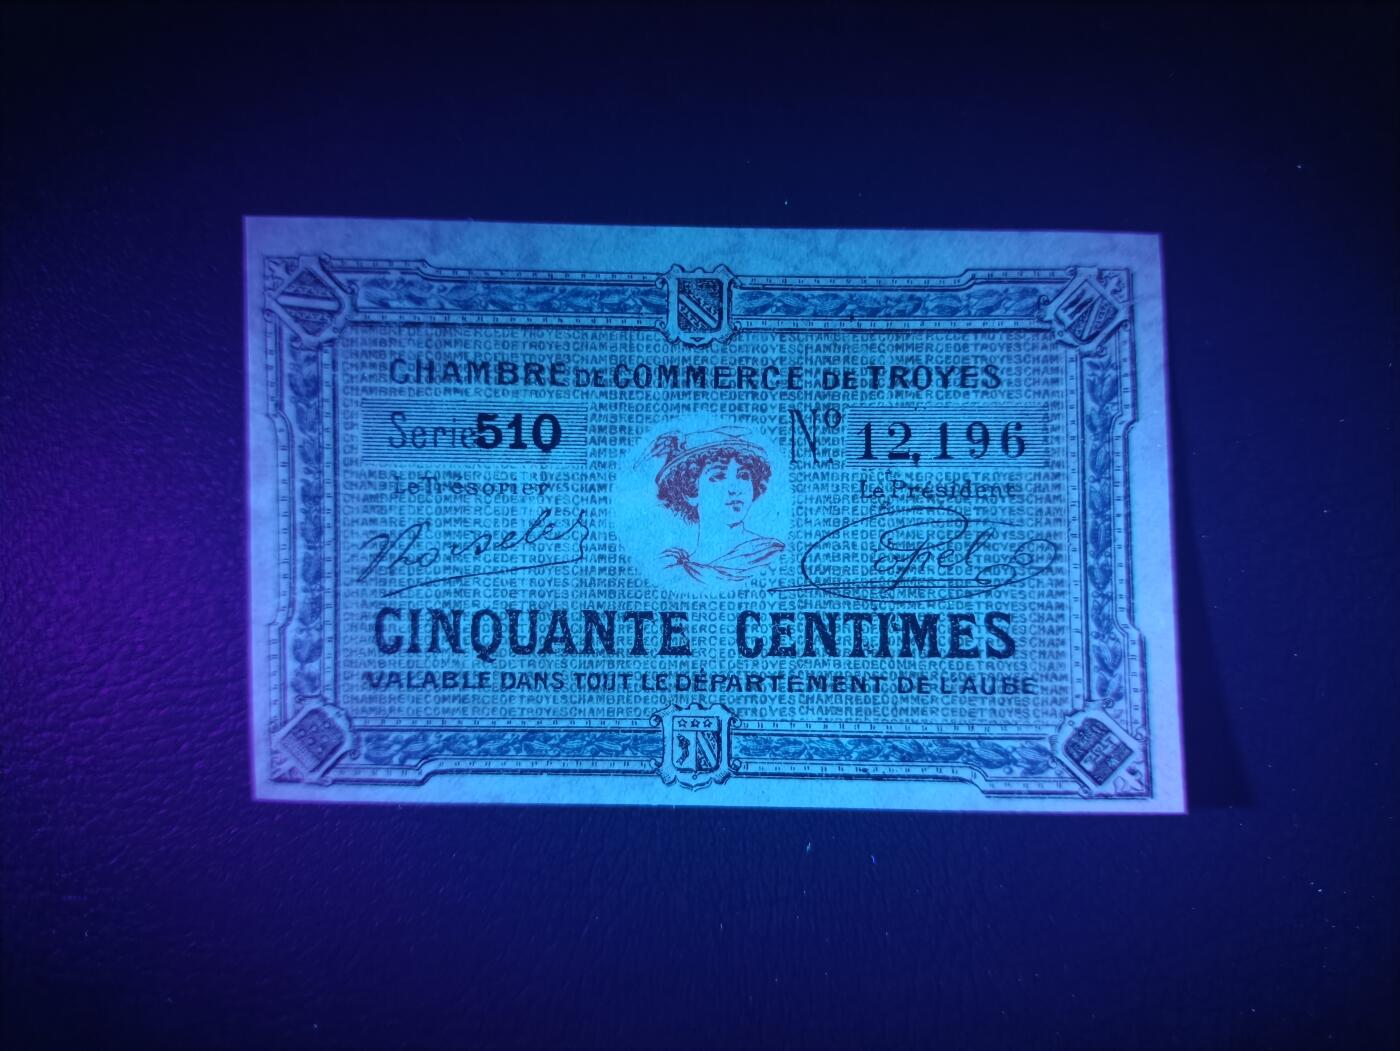 CHAMBRE DE COMMERCE DE TROYES
Serie 510
Nº 12,196
Le Trésorier
Le Président
CINQUANTE CENTIMES
VALABLE DANS TOUT LE DÉPARTEMENT DE L'AUBE